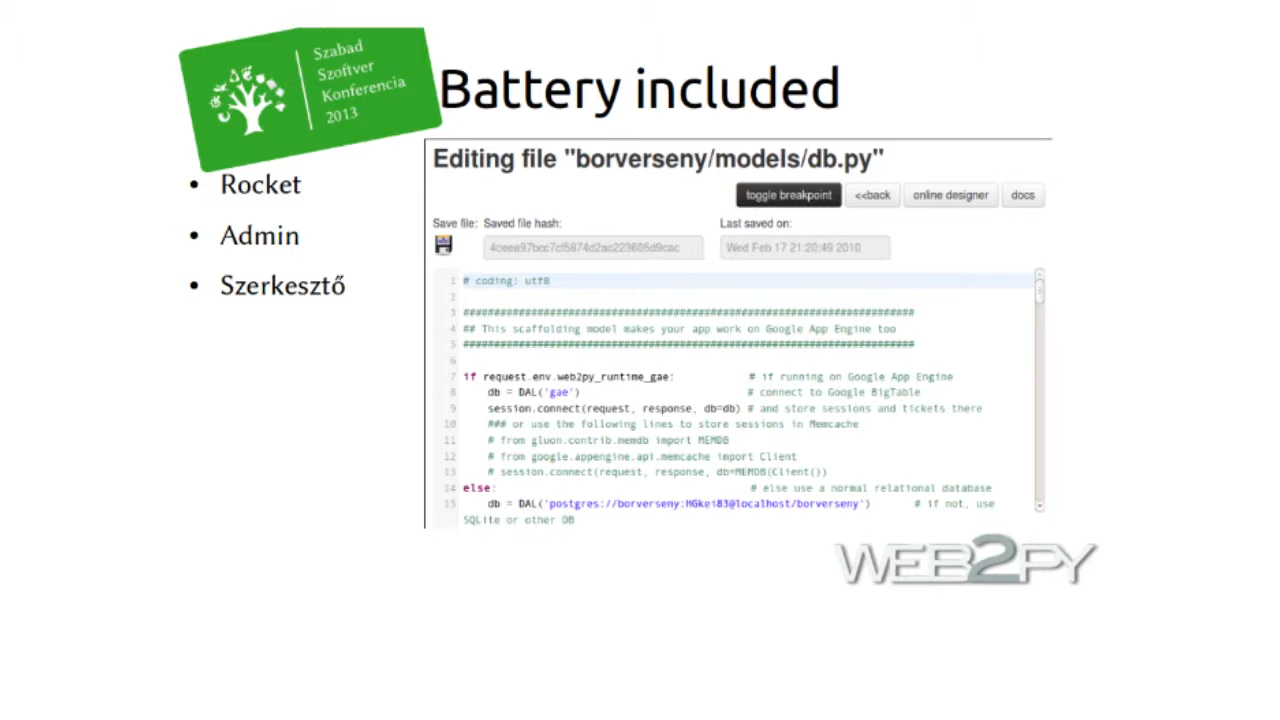 Szabad
Szoftver
Konferencia
2013
Battery included
• Rocket
• Admin
• Szerkesztő
Editing file "borverseny/models/db.py"
toggle breakpoint <<back online designer docs
Save file: Saved file hash: Last saved on:
Wed Feb 17 21:20:49 2010
1 # coding: utf8
2
3 #########################################################################
4 ## This scaffolding model makes your app work on Google App Engine too
5 #########################################################################
6
7 if request.env.web2py_runtime_gae: # if running on Google App Engine
8 db = DAL('gae') # connect to Google BigTable
9 session.connect(request, response, db=db) # and store sessions and tickets there
10 ### or use the following lines to store sessions in Memcache
11 # from gluon.contrib.memdb import MEMDB
12 # from google.appengine.api.memcache import Client
13 # session.connect(request, response, db=MEMDB(Client())
14 else: # else use a normal relational database
15 db = DAL('postgres://borverseny:HGkei83@localhost/borverseny') # if not, use
SQLite or other DB
WEB2PY